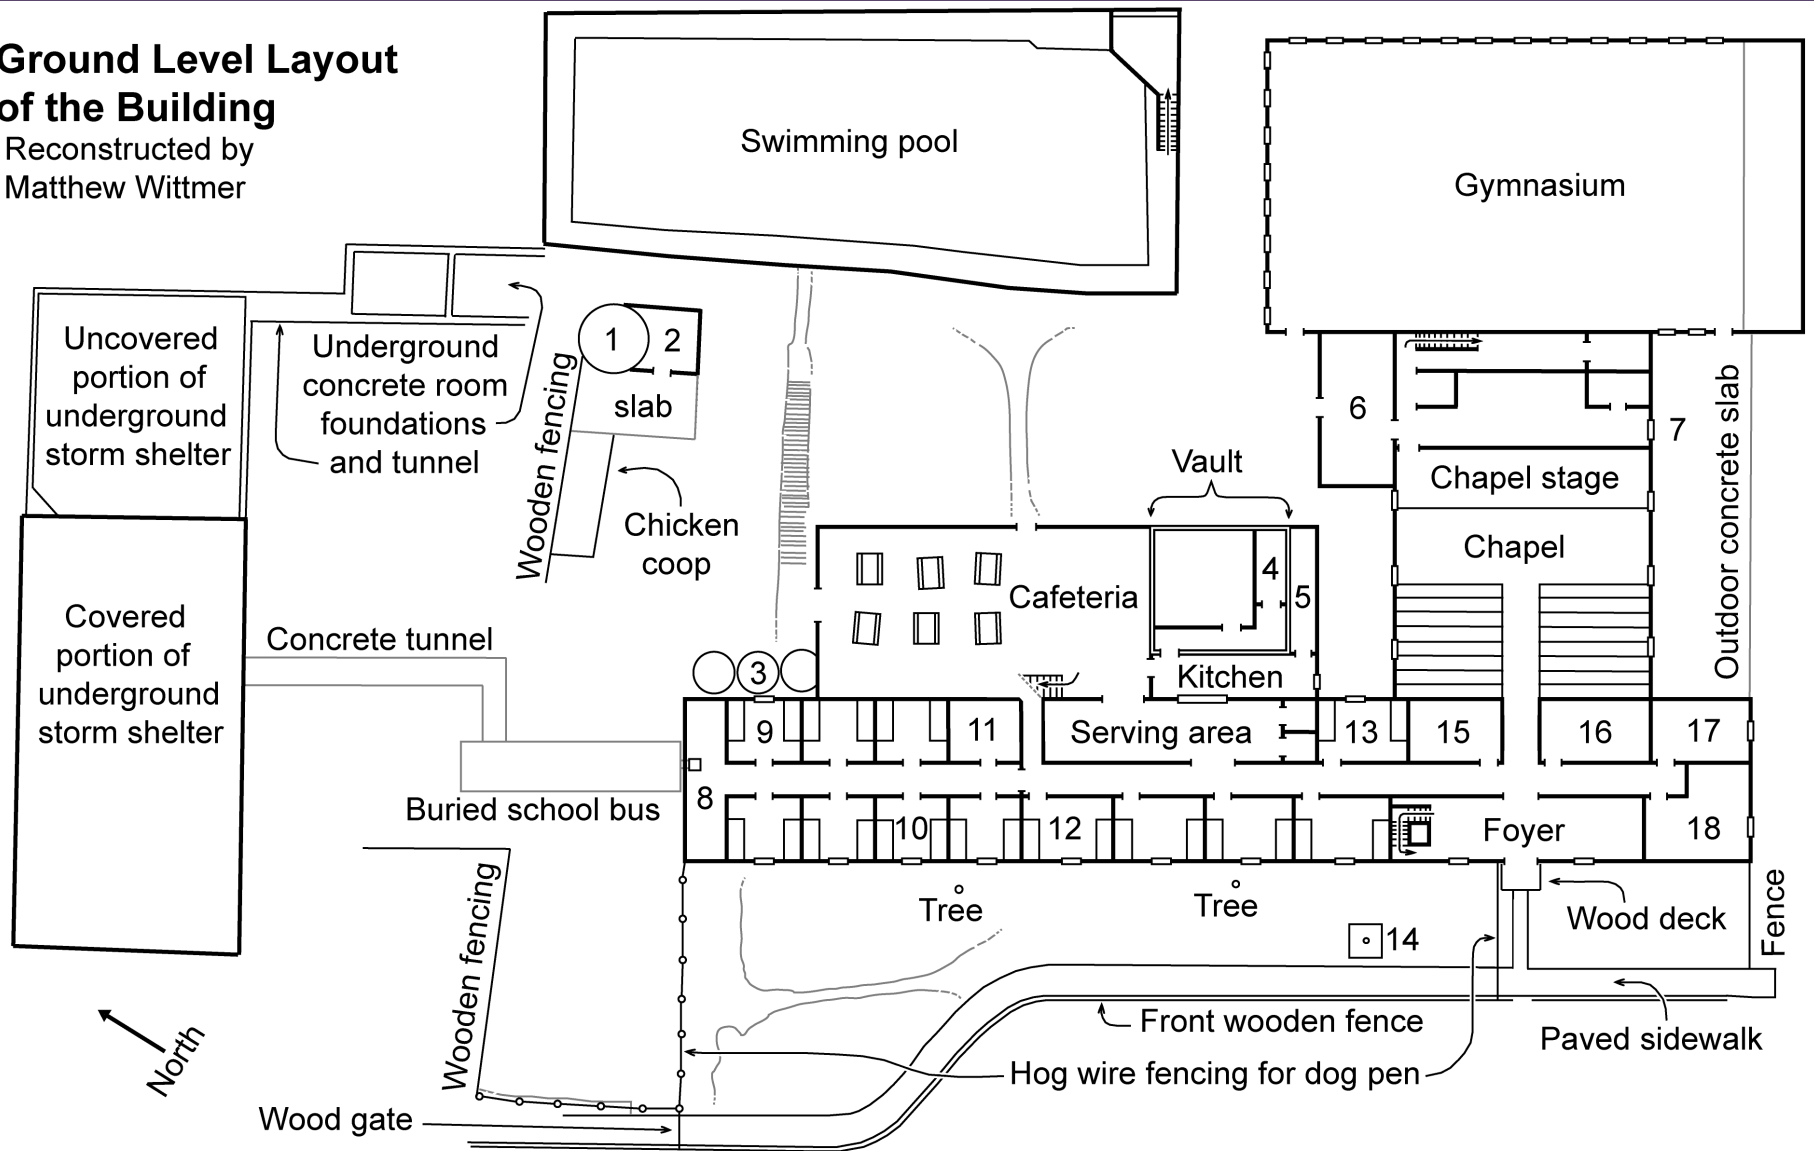 Ground Level Layout
of the Building
Reconstructed by
Matthew Wittmer
Swimming pool
Gymnasium
Uncovered
portion of
underground
storm shelter
Underground
concrete room
foundations
and tunnel
1
2
slab
Wooden fencing
Chicken
coop
6
7
Outdoor concrete slab
Chapel stage
Chapel
Vault
4
5
Cafeteria
Kitchen
3
Covered
portion of
underground
storm shelter
Concrete tunnel
Buried school bus
8
9
11
Serving area
13
15
16
17
10
12
Foyer
18
Wooden fencing
Tree
Tree
14
Wood deck
Fence
Front wooden fence
Paved sidewalk
Hog wire fencing for dog pen
Wood gate
North